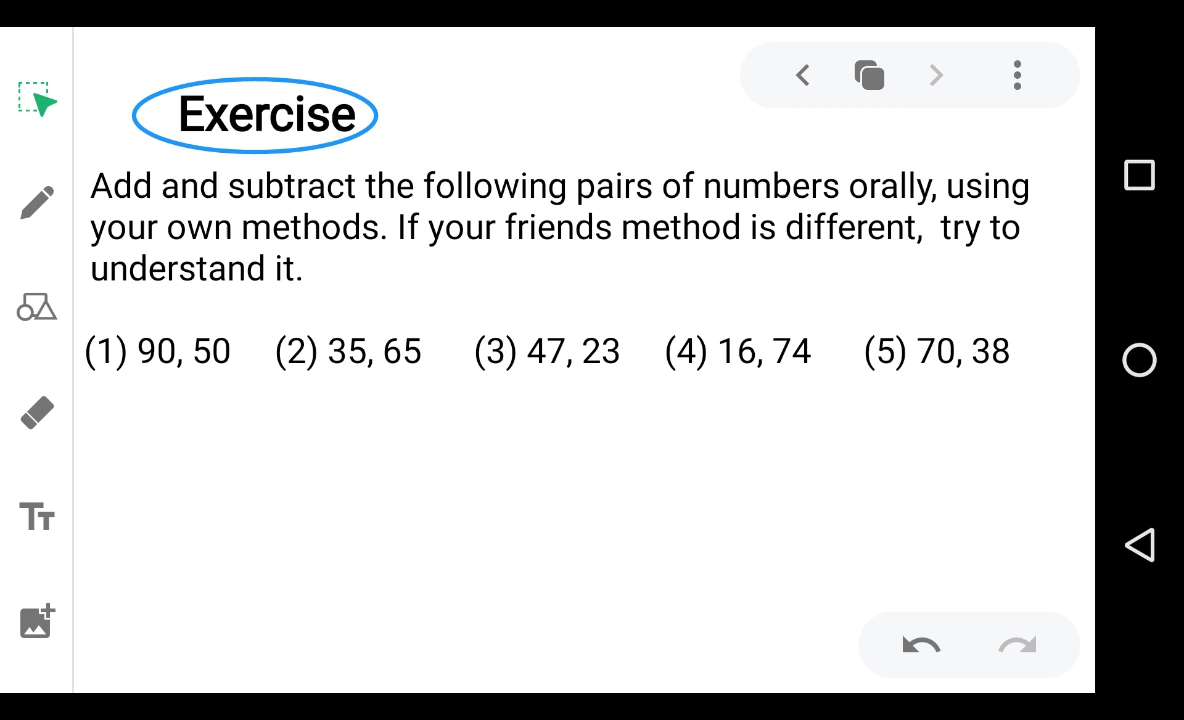 Exercise
Add and subtract the following pairs of numbers orally, using
your own methods. If your friends method is different,  try to
understand it.
(1) 90, 50 (2) 35, 65 (3) 47, 23 (4) 16, 74 (5) 70, 38
TT